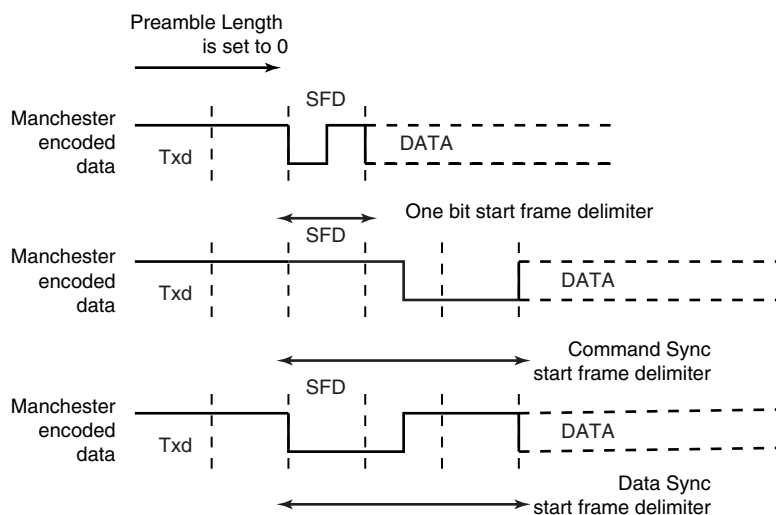 Preamble Length
is set to 0
SFD
Manchester
encoded
data
Txd
DATA
One bit start frame delimiter
SFD
Manchester
encoded
data
Txd
DATA
Command Sync
start frame delimiter
SFD
Manchester
encoded
data
Txd
DATA
Data Sync
start frame delimiter